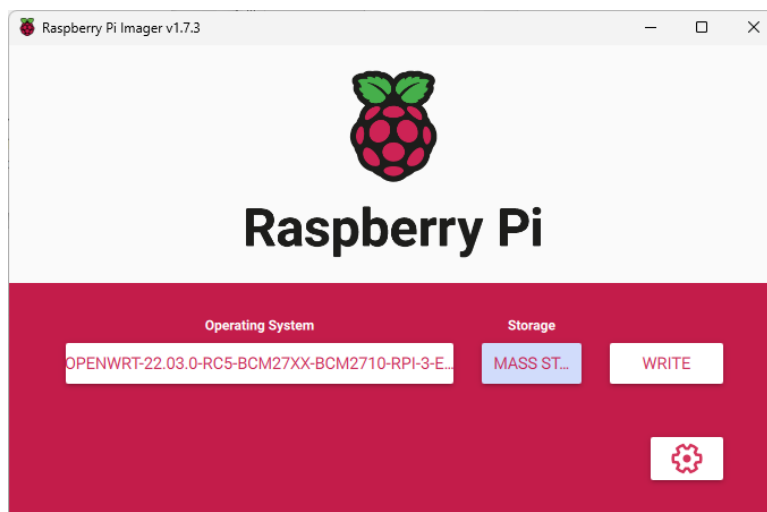 Raspberry Pi Imager v1.7.3
Raspberry Pi
Operating System
Storage
OPENWRT-22.03.0-RC5-BCM27XX-BCM2710-RPI-3-E...
MASS ST...
WRITE